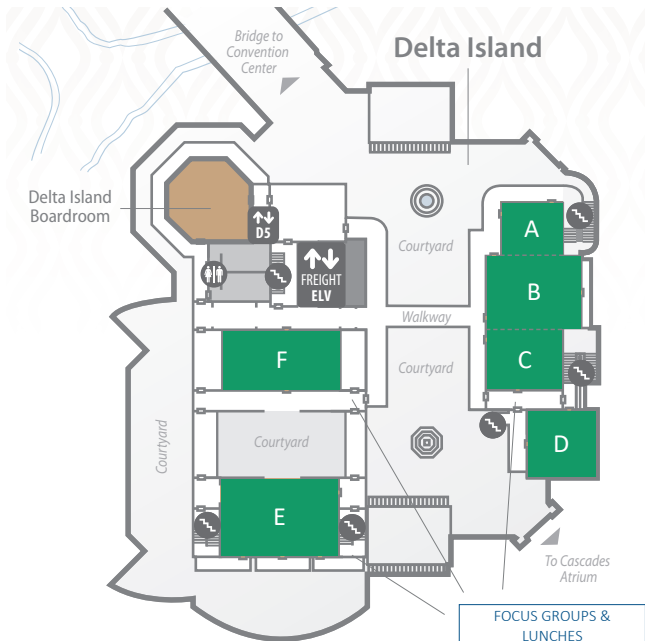 Bridge to
Convention
Center
Delta Island
Delta Island
Boardroom
D5
A
Courtyard
FREIGHT
ELV
B
Walkway
F
C
Courtyard
Courtyard
Courtyard
D
E
To Cascades
Atrium
FOCUS GROUPS &
LUNCHES